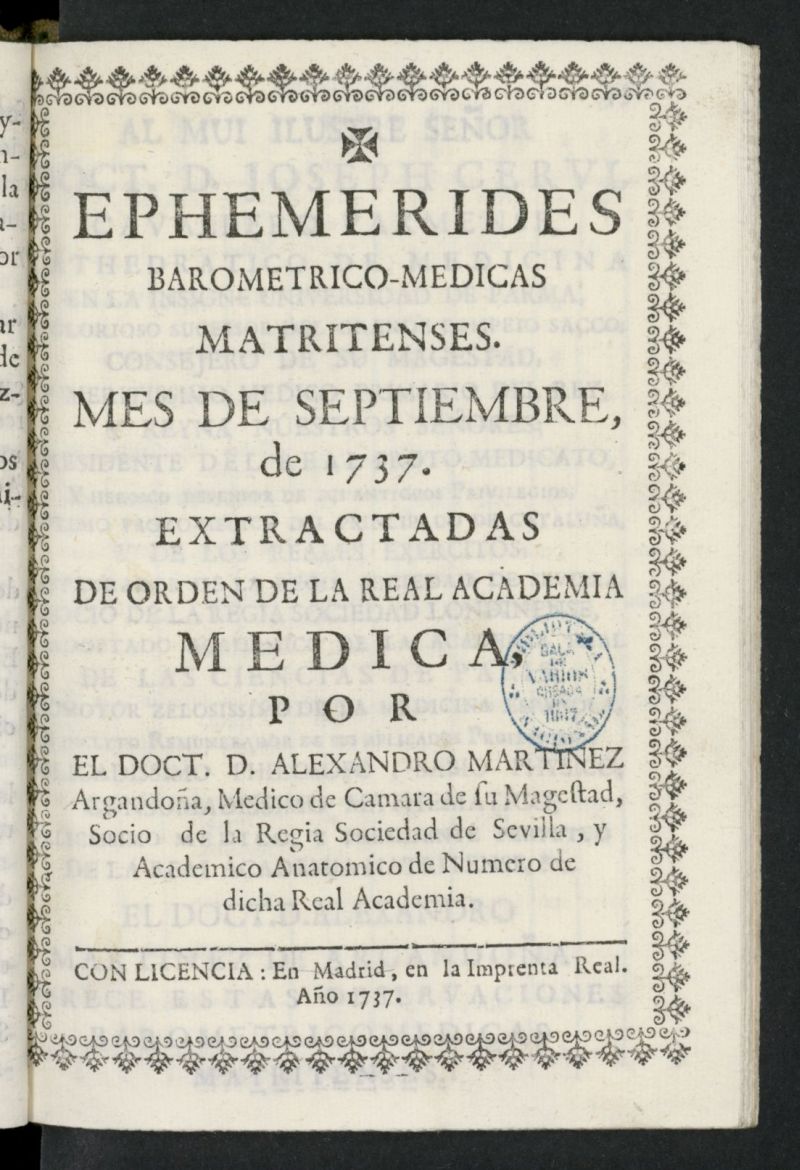 EPHEMERIDES
BAROMETRICO-MEDICAS
MATRITENSES.
MES DE SEPTIEMBRE,
de 1737.
EXTRACTADAS
DE ORDEN DE LA REAL ACADEMIA
MEDICA,
POR
EL DOCT. D. ALEXANDRO MARTINEZ
Argandoña, Medico de Camara de ſu Mageſtad,
Socio de la Regia Sociedad de Sevilla, y
Academico Anatomico de Numero de
dicha Real Academia.
CON LICENCIA: En Madrid, en la Imprenta Real.
Año 1737.